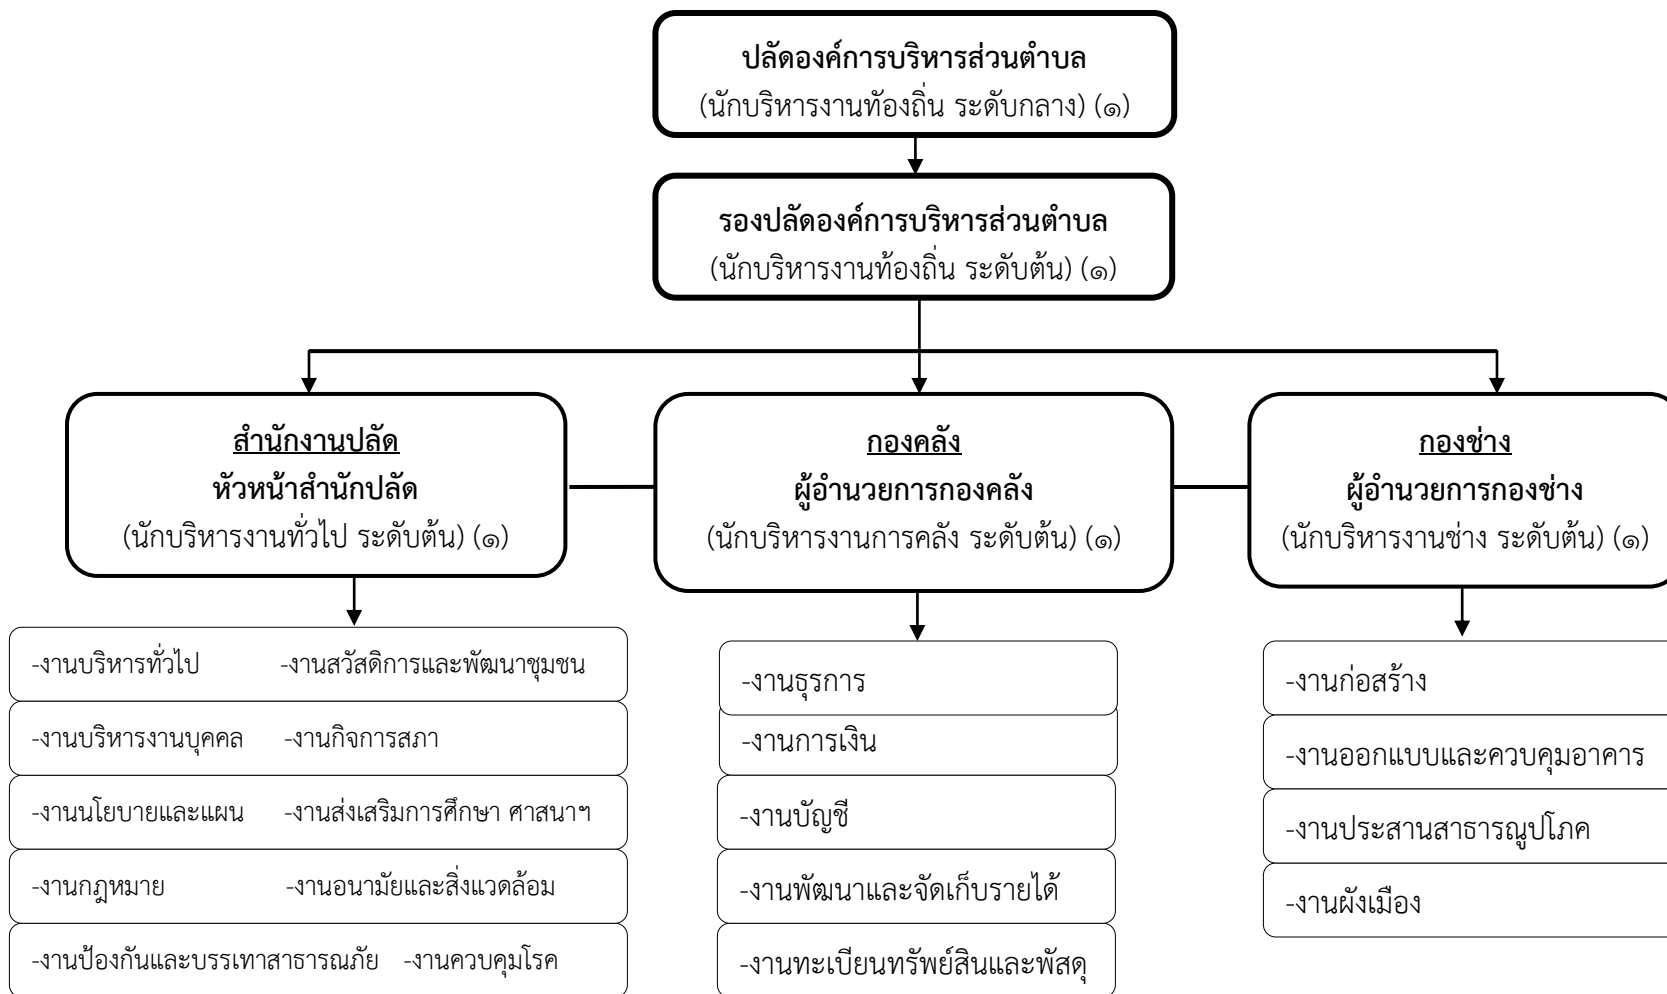 ปลัดองค์การบริหารส่วนตำบล
(นักบริหารงานท้องถิ่น ระดับกลาง) (๑)
รองปลัดองค์การบริหารส่วนตำบล
(นักบริหารงานท้องถิ่น ระดับต้น) (๑)
สำนักงานปลัด
หัวหน้าสำนักปลัด
(นักบริหารงานทั่วไป ระดับต้น) (๑)
กองคลัง
ผู้อำนวยการกองคลัง
(นักบริหารงานการคลัง ระดับต้น) (๑)
กองช่าง
ผู้อำนวยการกองช่าง
(นักบริหารงานช่าง ระดับต้น) (๑)
-งานบริหารทั่วไป -งานสวัสดิการและพัฒนาชุมชน
-งานบริหารงานบุคคล -งานกิจการสภา
-งานนโยบายและแผน -งานส่งเสริมการศึกษา ศาสนาฯ
-งานกฎหมาย -งานอนามัยและสิ่งแวดล้อม
-งานป้องกันและบรรเทาสาธารณภัย -งานควบคุมโรค
-งานธุรการ
-งานการเงิน
-งานบัญชี
-งานพัฒนาและจัดเก็บรายได้
-งานทะเบียนทรัพย์สินและพัสดุ
-งานก่อสร้าง
-งานออกแบบและควบคุมอาคาร
-งานประสานสาธารณูปโภค
-งานผังเมือง